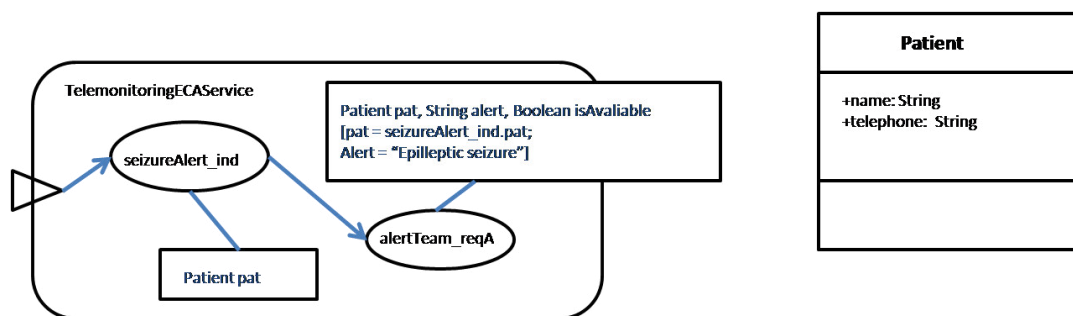 TelemonitoringECAService
Patient pat, String alert, Boolean isAvaliable
[pat = seizureAlert_ind.pat;
Alert = “Epilleptic seizure”]
seizureAlert_ind
alertTeam_reqA
Patient pat
Patient
+name: String
+telephone: String